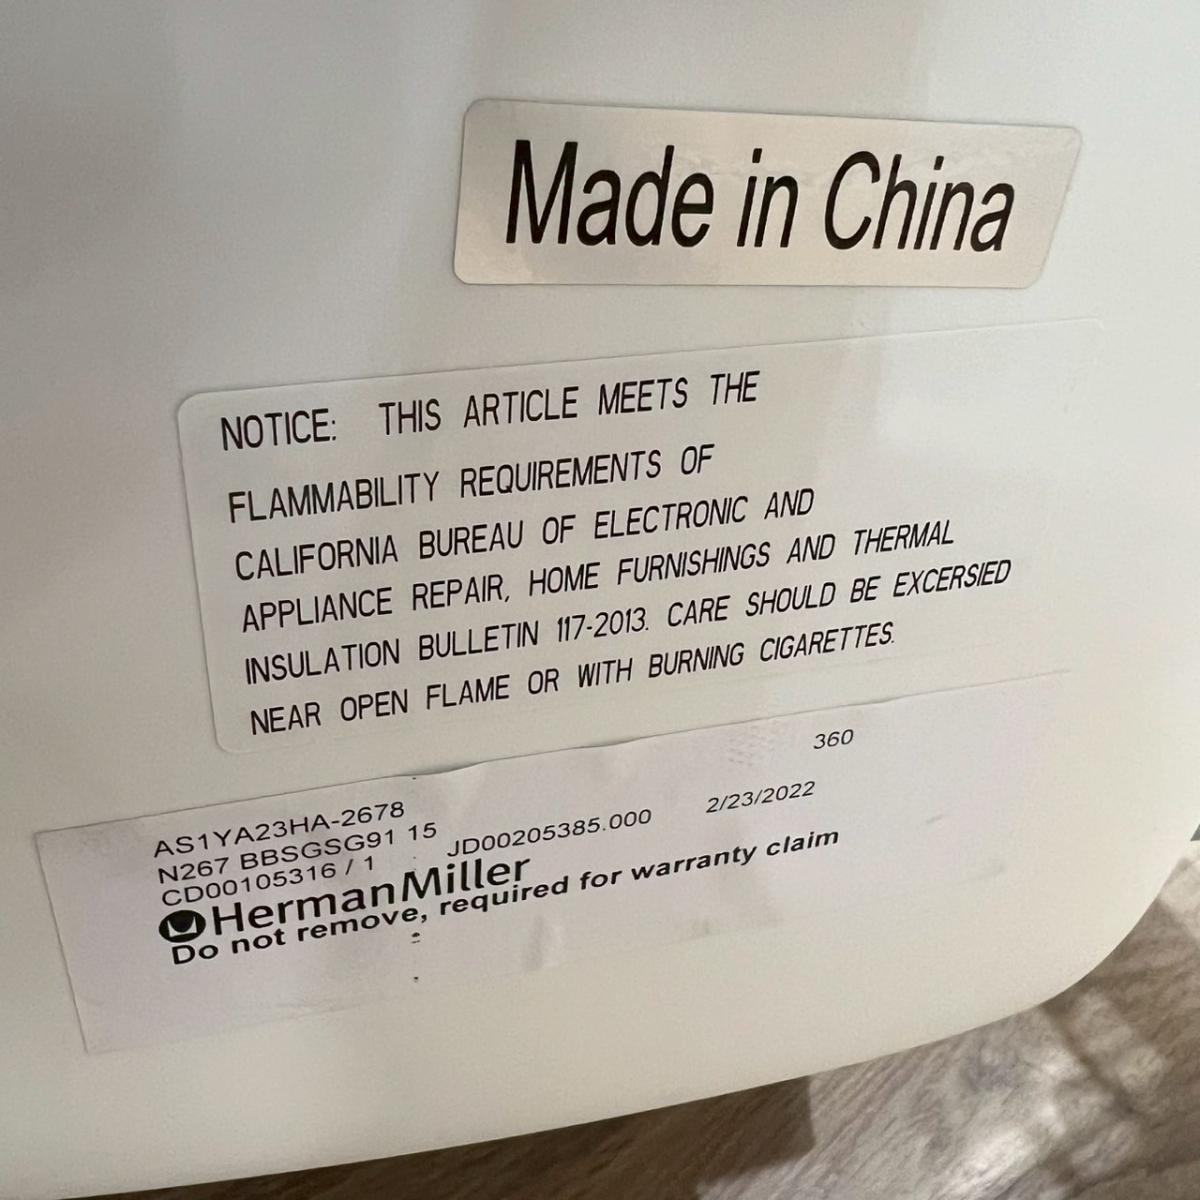 Made in China
NOTICE: THIS ARTICLE MEETS THE
FLAMMABILITY REQUIREMENTS OF
CALIFORNIA BUREAU OF ELECTRONIC AND
APPLIANCE REPAIR, HOME FURNISHINGS AND THERMAL
INSULATION BULLETIN 117-2013. CARE SHOULD BE EXCERSIED
NEAR OPEN FLAME OR WITH BURNING CIGARETTES.
360
AS1YA23HA-2678
N267 BBSGSG91 15
CD00105316 / 1 JD00205385.000 2/23/2022
HermanMiller
Do not remove, required for warranty claim